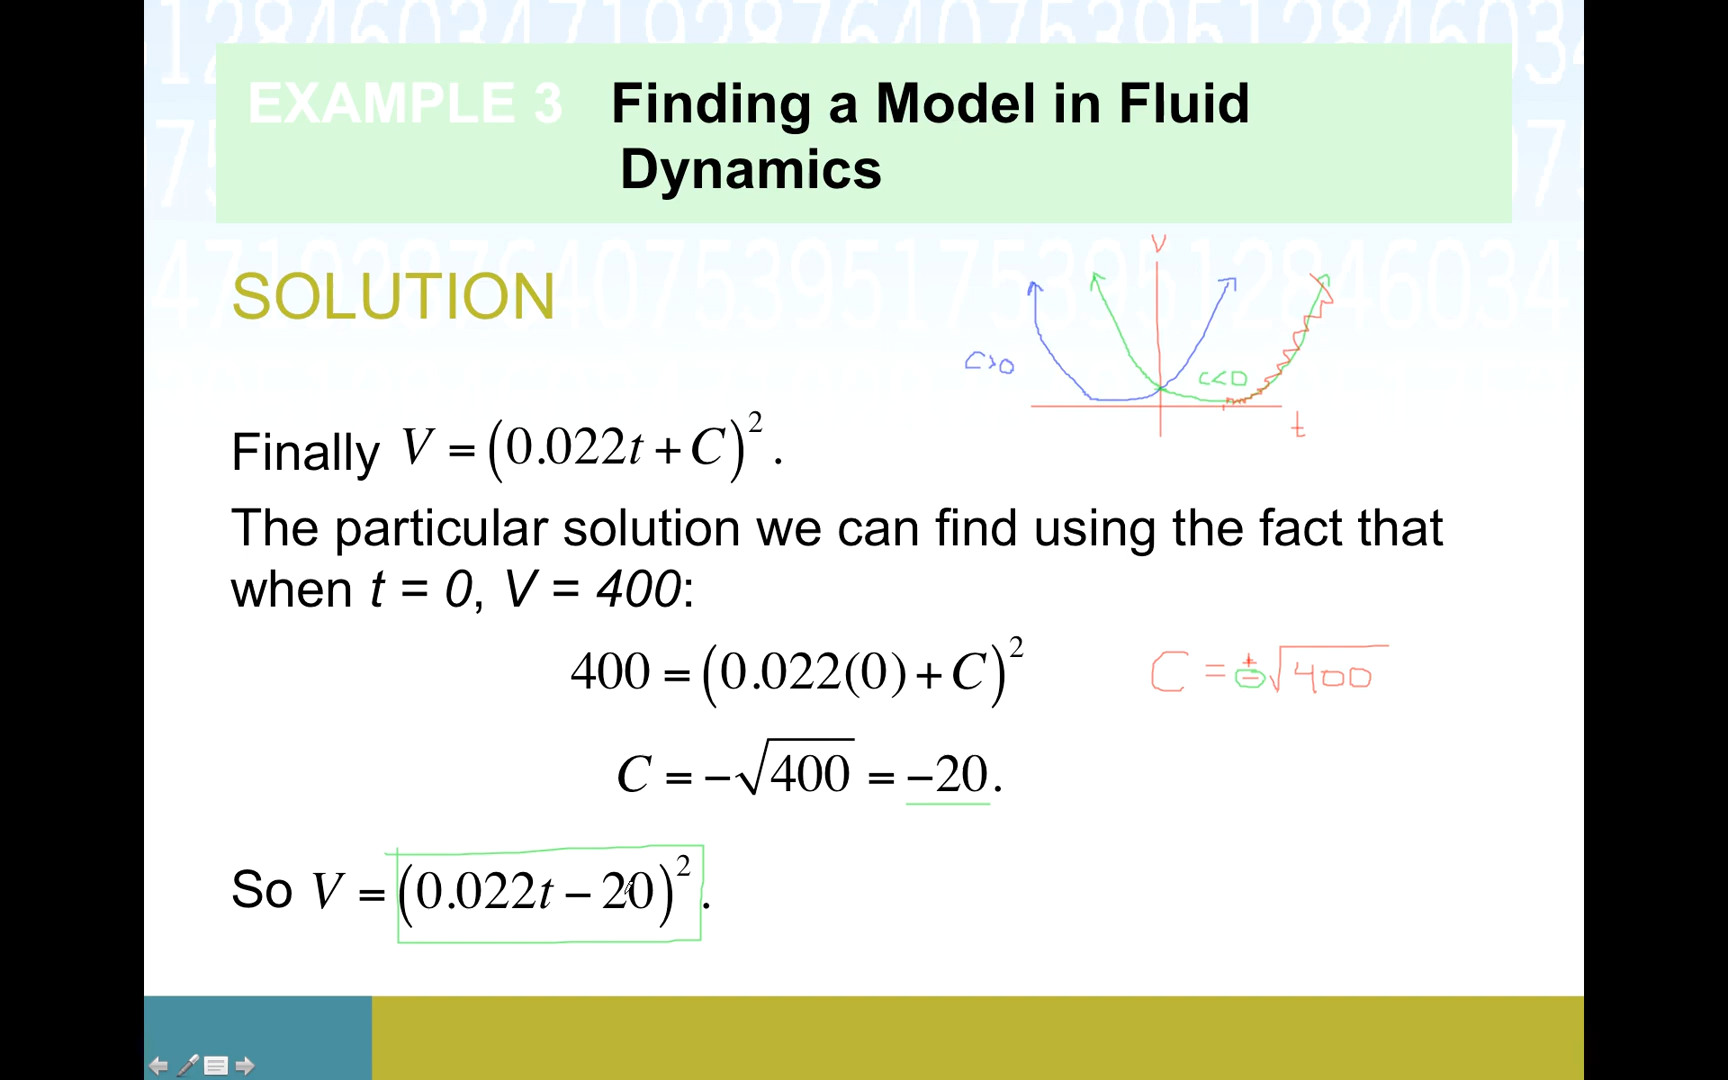 EXAMPLE 3 Finding a Model in Fluid
Dynamics
SOLUTION
V
C>0
C<0
t
Finally V = (0.022t + C)².
The particular solution we can find using the fact that
when t = 0, V = 400:
400 = (0.022(0) + C)²
C = ±√400
C = −√400 = −20.
So V = (0.022t − 20)².